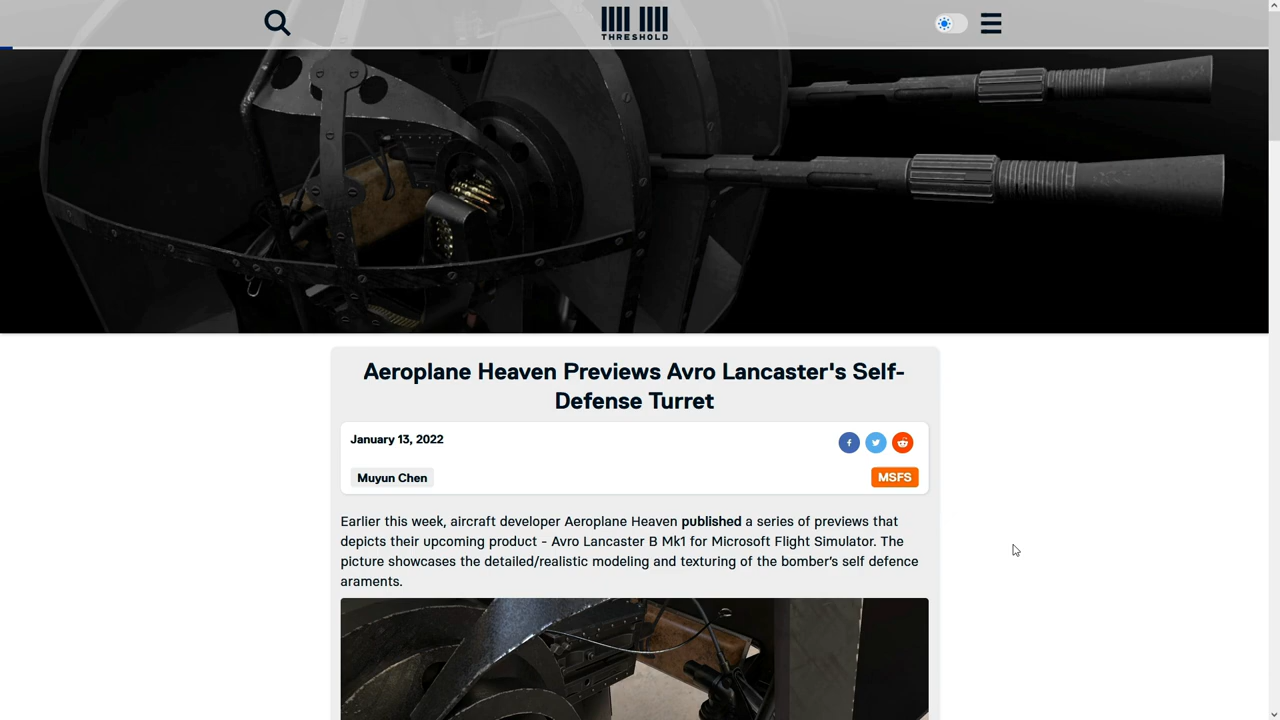 THRESHOLD
Aeroplane Heaven Previews Avro Lancaster's Self-
Defense Turret
January 13, 2022
Muyun Chen
MSFS
Earlier this week, aircraft developer Aeroplane Heaven published a series of previews that
depicts their upcoming product - Avro Lancaster B Mk1 for Microsoft Flight Simulator. The
picture showcases the detailed/realistic modeling and texturing of the bomber's self defence
araments.